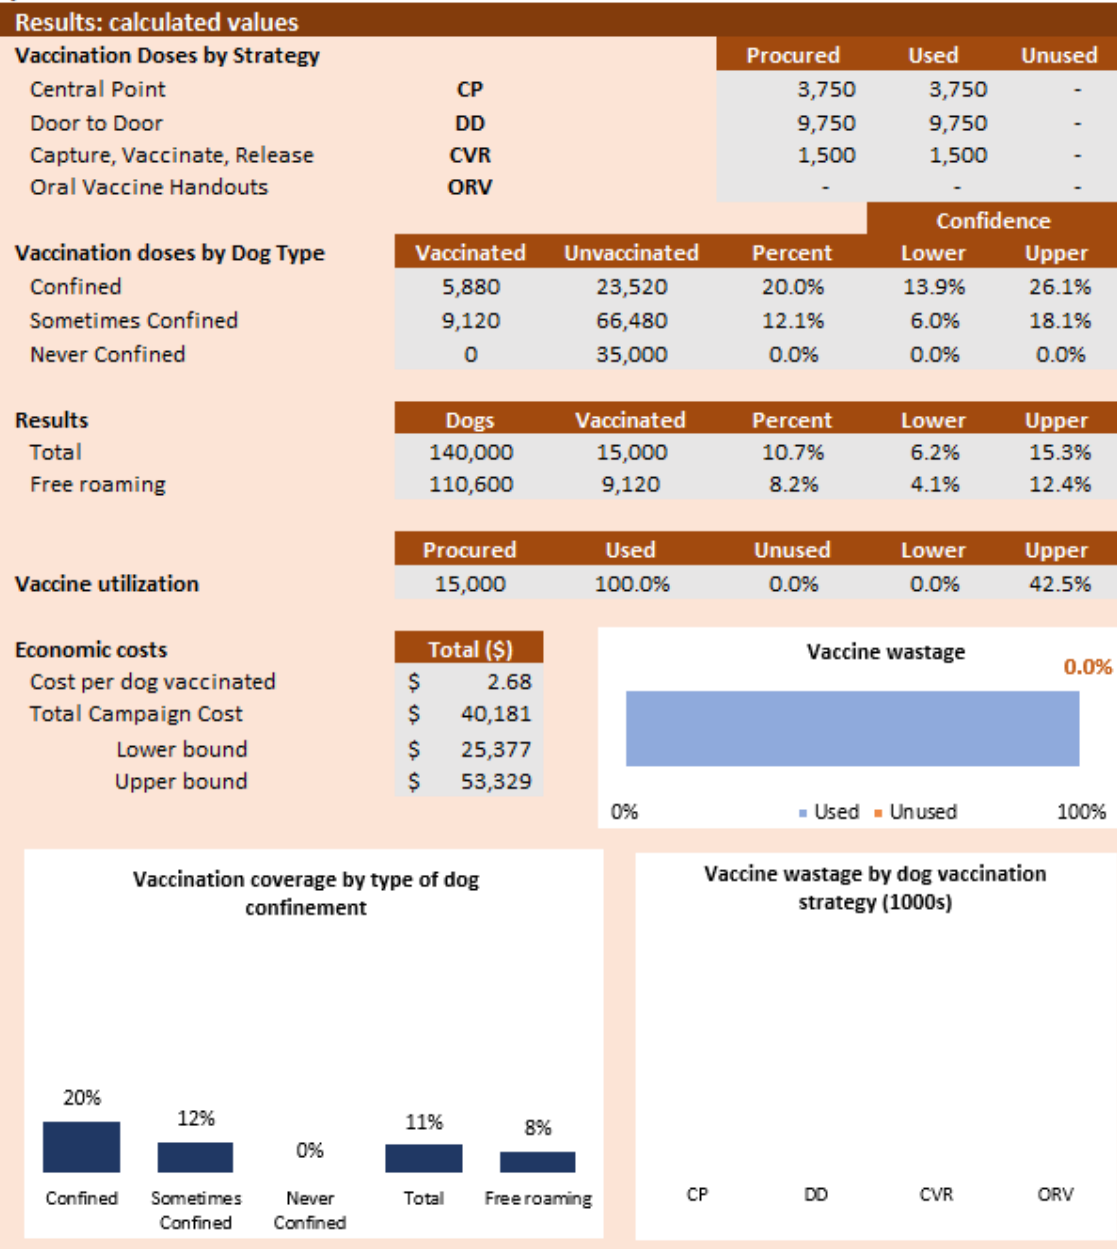 Results: calculated values
Vaccination Doses by Strategy Procured Used Unused
Central Point CP 3,750 3,750 -
Door to Door DD 9,750 9,750 -
Capture, Vaccinate, Release CVR 1,500 1,500 -
Oral Vaccine Handouts ORV - - -
Confidence
Vaccination doses by Dog Type Vaccinated Unvaccinated Percent Lower Upper
Confined 5,880 23,520 20.0% 13.9% 26.1%
Sometimes Confined 9,120 66,480 12.1% 6.0% 18.1%
Never Confined 0 35,000 0.0% 0.0% 0.0%
Results Dogs Vaccinated Percent Lower Upper
Total 140,000 15,000 10.7% 6.2% 15.3%
Free roaming 110,600 9,120 8.2% 4.1% 12.4%
Procured Used Unused Lower Upper
Vaccine utilization 15,000 100.0% 0.0% 0.0% 42.5%
Economic costs Total ($)
Cost per dog vaccinated $ 2.68
Total Campaign Cost $ 40,181
Lower bound $ 25,377
Upper bound $ 53,329
Vaccine wastage
0.0%
0% Used Unused 100%
Vaccination coverage by type of dog
confinement
20%
12%
0%
11%
8%
Confined Sometimes Never Total Free roaming
Confined Confined
Vaccine wastage by dog vaccination
strategy (1000s)
CP DD CVR ORV